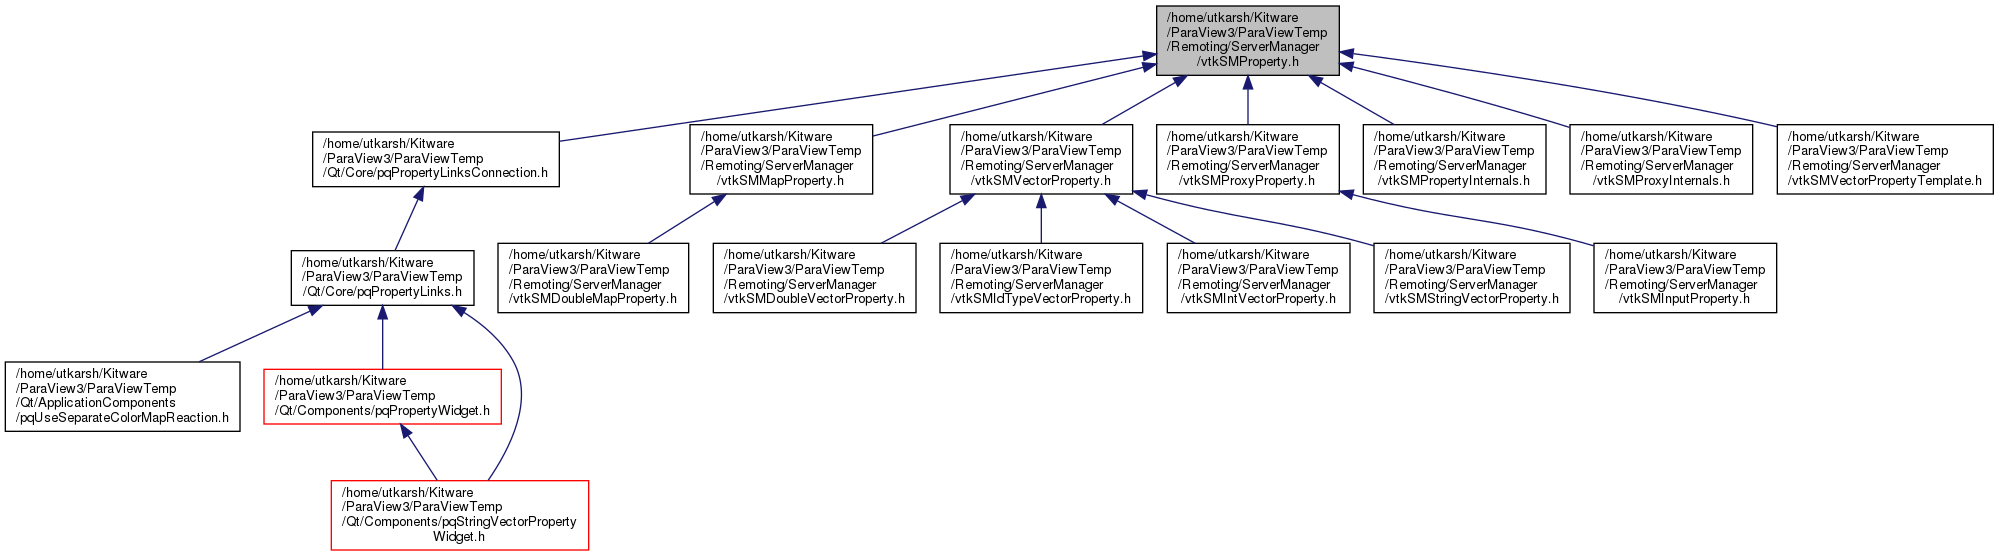 /home/utkarsh/Kitware
/ParaView3/ParaViewTemp
/Remoting/ServerManager
/vtkSMProperty.h
/home/utkarsh/Kitware
/ParaView3/ParaViewTemp
/Qt/Core/pqPropertyLinksConnection.h
/home/utkarsh/Kitware
/ParaView3/ParaViewTemp
/Remoting/ServerManager
/vtkSMMapProperty.h
/home/utkarsh/Kitware
/ParaView3/ParaViewTemp
/Remoting/ServerManager
/vtkSMVectorProperty.h
/home/utkarsh/Kitware
/ParaView3/ParaViewTemp
/Remoting/ServerManager
/vtkSMProxyProperty.h
/home/utkarsh/Kitware
/ParaView3/ParaViewTemp
/Remoting/ServerManager
/vtkSMPropertyInternals.h
/home/utkarsh/Kitware
/ParaView3/ParaViewTemp
/Remoting/ServerManager
/vtkSMProxyInternals.h
/home/utkarsh/Kitware
/ParaView3/ParaViewTemp
/Remoting/ServerManager
/vtkSMVectorPropertyTemplate.h
/home/utkarsh/Kitware
/ParaView3/ParaViewTemp
/Qt/Core/pqPropertyLinks.h
/home/utkarsh/Kitware
/ParaView3/ParaViewTemp
/Remoting/ServerManager
/vtkSMDoubleMapProperty.h
/home/utkarsh/Kitware
/ParaView3/ParaViewTemp
/Remoting/ServerManager
/vtkSMDoubleVectorProperty.h
/home/utkarsh/Kitware
/ParaView3/ParaViewTemp
/Remoting/ServerManager
/vtkSMIdTypeVectorProperty.h
/home/utkarsh/Kitware
/ParaView3/ParaViewTemp
/Remoting/ServerManager
/vtkSMIntVectorProperty.h
/home/utkarsh/Kitware
/ParaView3/ParaViewTemp
/Remoting/ServerManager
/vtkSMStringVectorProperty.h
/home/utkarsh/Kitware
/ParaView3/ParaViewTemp
/Remoting/ServerManager
/vtkSMInputProperty.h
/home/utkarsh/Kitware
/ParaView3/ParaViewTemp
/Qt/ApplicationComponents
/pqUseSeparateColorMapReaction.h
/home/utkarsh/Kitware
/ParaView3/ParaViewTemp
/Qt/Components/pqPropertyWidget.h
/home/utkarsh/Kitware
/ParaView3/ParaViewTemp
/Qt/Components/pqStringVectorProperty
Widget.h